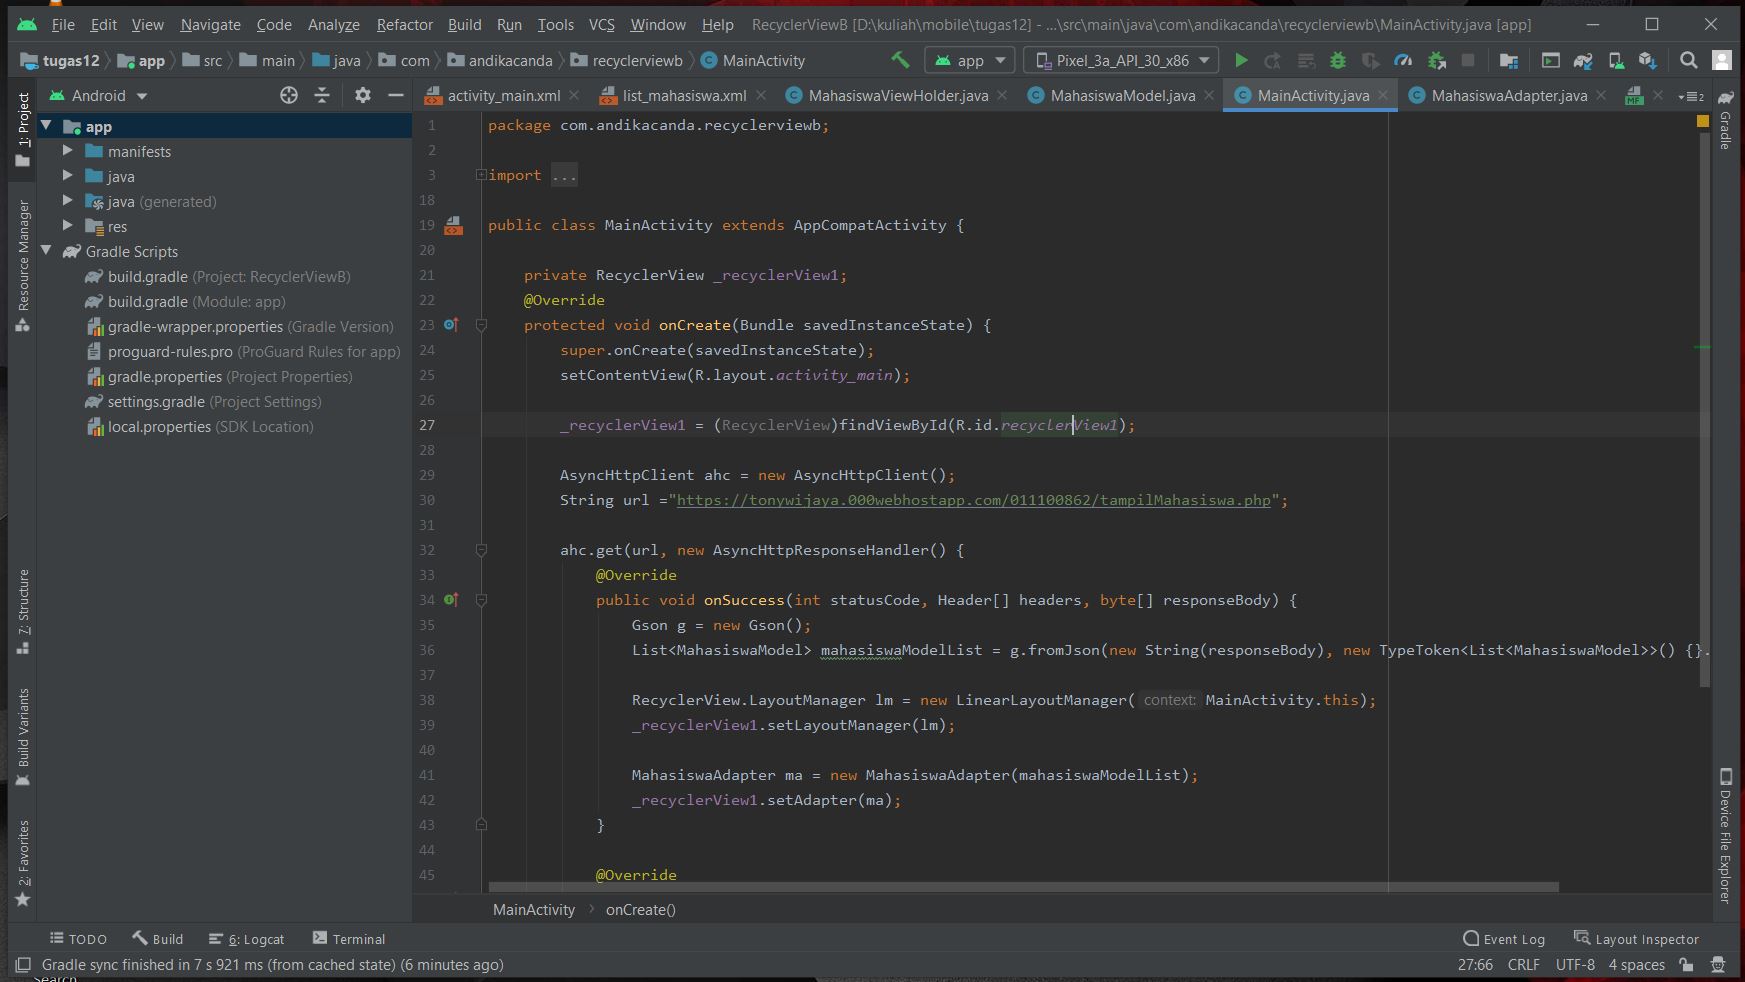 File Edit View Navigate Code Analyze Refactor Build Run Tools VCS Window Help RecyclerViewB [D:\kuliah\mobile\tugas12] - ...\src\main\java\com\andikacanda\recyclerviewb\MainActivity.java [app]
tugas12 app src main java com andikacanda recyclerviewb MainActivity app Pixel_3a_API_30_x86
Android activity_main.xml list_mahasiswa.xml MahasiswaViewHolder.java MahasiswaModel.java MainActivity.java MahasiswaAdapter.java MF 2
1: Project
Resource Manager
7: Structure
Build Variants
2: Favorites
app
manifests
java
java (generated)
res
Gradle Scripts
build.gradle (Project: RecyclerViewB)
build.gradle (Module: app)
gradle-wrapper.properties (Gradle Version)
proguard-rules.pro (ProGuard Rules for app)
gradle.properties (Project Properties)
settings.gradle (Project Settings)
local.properties (SDK Location)
1 package com.andikacanda.recyclerviewb;
2
3 import ...
18
19 public class MainActivity extends AppCompatActivity {
20
21 private RecyclerView _recyclerView1;
22 @Override
23 protected void onCreate(Bundle savedInstanceState) {
24 super.onCreate(savedInstanceState);
25 setContentView(R.layout.activity_main);
26
27 _recyclerView1 = (RecyclerView)findViewById(R.id.recyclerView1);
28
29 AsyncHttpClient ahc = new AsyncHttpClient();
30 String url ="https://tonywijaya.000webhostapp.com/011100862/tampilMahasiswa.php";
31
32 ahc.get(url, new AsyncHttpResponseHandler() {
33 @Override
34 public void onSuccess(int statusCode, Header[] headers, byte[] responseBody) {
35 Gson g = new Gson();
36 List<MahasiswaModel> mahasiswaModelList = g.fromJson(new String(responseBody), new TypeToken<List<MahasiswaModel>>() {}.
37
38 RecyclerView.LayoutManager lm = new LinearLayoutManager( context: MainActivity.this);
39 _recyclerView1.setLayoutManager(lm);
40
41 MahasiswaAdapter ma = new MahasiswaAdapter(mahasiswaModelList);
42 _recyclerView1.setAdapter(ma);
43 }
44
45 @Override
Gradle
Device File Explorer
MainActivity onCreate()
TODO Build 6: Logcat Terminal Event Log Layout Inspector
Gradle sync finished in 7 s 921 ms (from cached state) (6 minutes ago) 27:66 CRLF UTF-8 4 spaces
Search